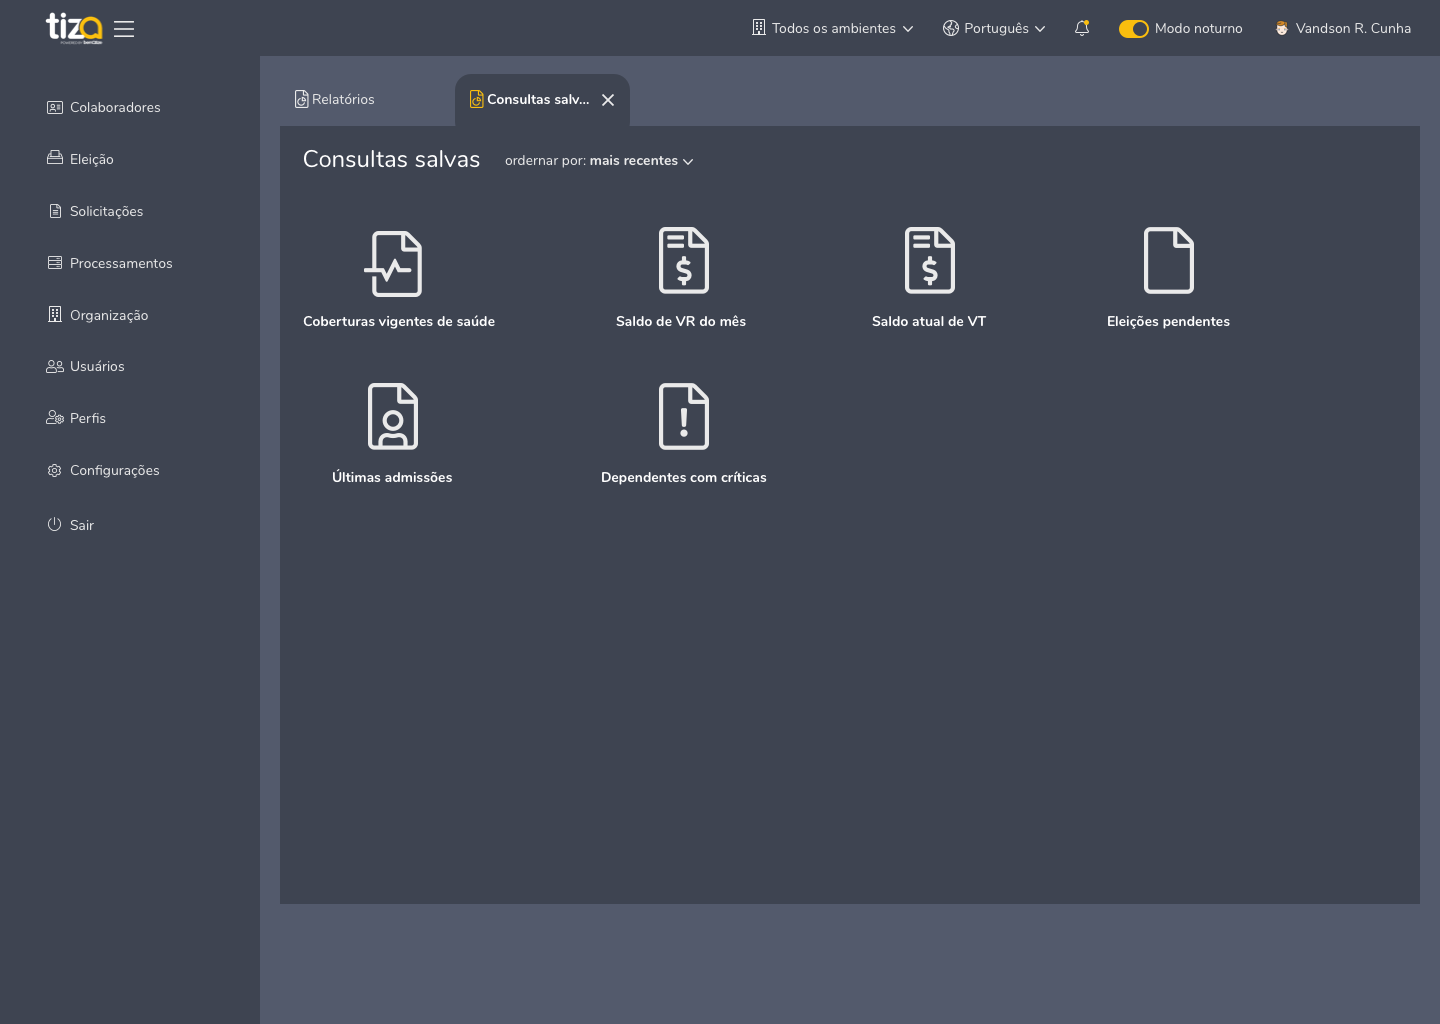 tiza
Todos os ambientes
Português
Modo noturno
Vandson R. Cunha
Colaboradores
Eleição
Solicitações
Processamentos
Organização
Usuários
Perfis
Configurações
Sair
Relatórios
Consultas salv...
Consultas salvas
ordernar por: mais recentes
Coberturas vigentes de saúde
Saldo de VR do mês
Saldo atual de VT
Eleições pendentes
Últimas admissões
Dependentes com críticas